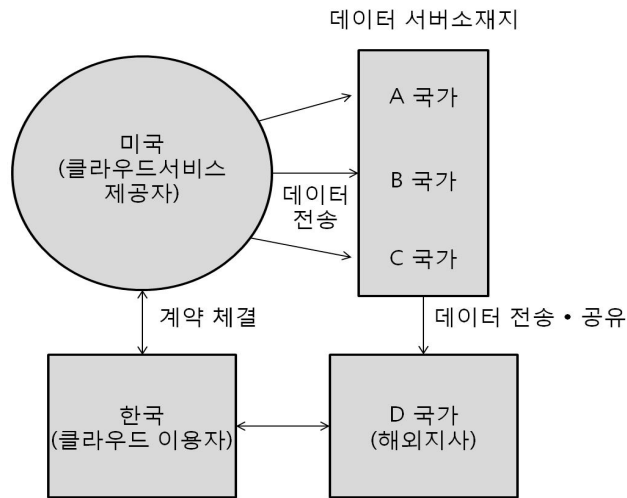 데이터 서버소재지
미국
(클라우드서비스
제공자)
A 국가
B 국가
C 국가
데이터
전송
계약 체결
데이터 전송 • 공유
한국
(클라우드 이용자)
D 국가
(해외지사)